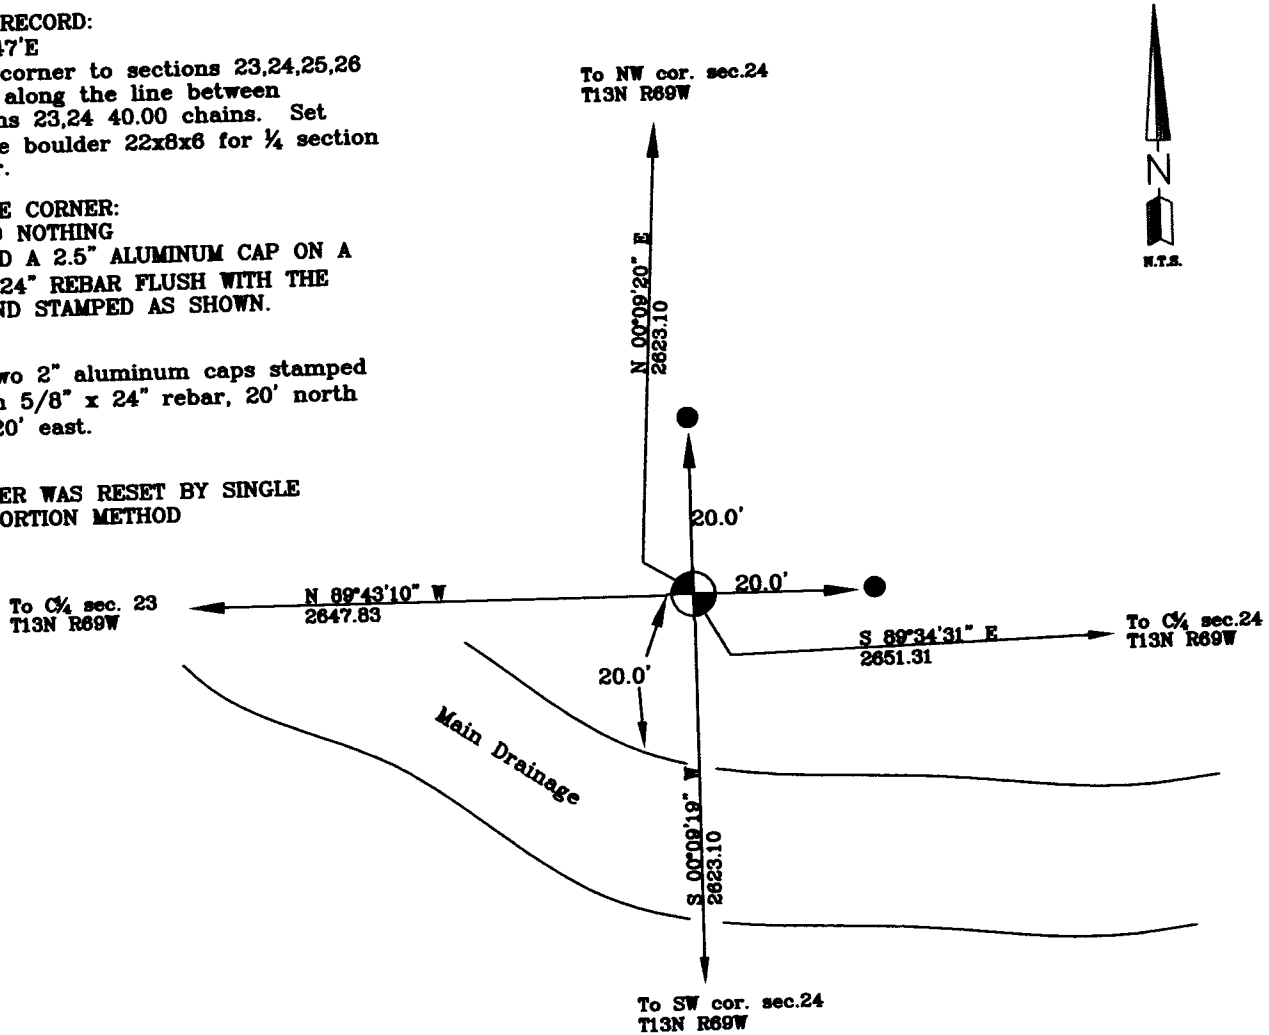 RECORD:
47'E
corner to sections 23,24,25,26
along the line between
ns 23,24 40.00 chains. Set
e boulder 22x8x6 for ¼ section
r.
E CORNER:
D NOTHING
D A 2.5" ALUMINUM CAP ON A
24" REBAR FLUSH WITH THE
ND STAMPED AS SHOWN.
wo 2" aluminum caps stamped
n 5/8" x 24" rebar, 20' north
20' east.
ER WAS RESET BY SINGLE
ORTION METHOD
To NW cor. sec.24
T13N R69W
N
N.T.S.
N 00°09'20" E
2623.10
20.0'
20.0'
To C¼ sec. 23
T13N R69W
N 89°43'10" W
2647.83
S 89°34'31" E
2651.31
To C¼ sec.24
T13N R69W
20.0'
Main Drainage
S 00°09'19" W
2623.10
To SW cor. sec.24
T13N R69W